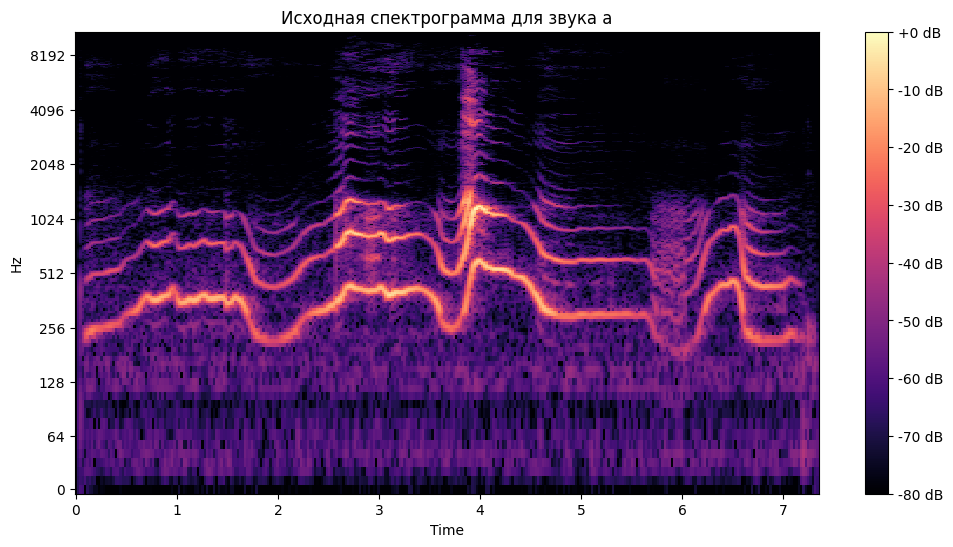 Исходная спектрограмма для звука а
8192
4096
2048
1024
512
256
128
64
0
Hz
0 1 2 3 4 5 6 7
Time
+0 dB
-10 dB
-20 dB
-30 dB
-40 dB
-50 dB
-60 dB
-70 dB
-80 dB